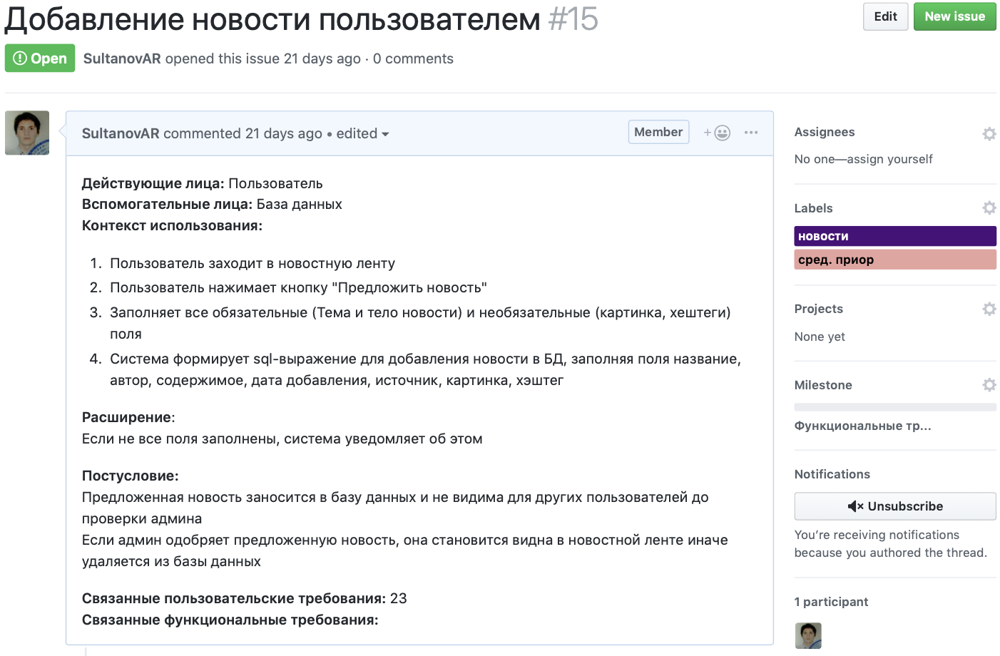 Добавление новости пользователем #15
Edit
New issue
Open
SultanovAR opened this issue 21 days ago · 0 comments
SultanovAR commented 21 days ago • edited
Member
Действующие лица: Пользователь
Вспомогательные лица: База данных
Контекст использования:
1. Пользователь заходит в новостную ленту
2. Пользователь нажимает кнопку "Предложить новость"
3. Заполняет все обязательные (Тема и тело новости) и необязательные (картинка, хештеги)
поля
4. Система формирует sql-выражение для добавления новости в БД, заполняя поля название,
автор, содержимое, дата добавления, источник, картинка, хэштег
Расширение:
Если не все поля заполнены, система уведомляет об этом
Постусловие:
Предложенная новость заносится в базу данных и не видима для других пользователей до
проверки админа
Если админ одобряет предложенную новость, она становится видна в новостной ленте иначе
удаляется из базы данных
Связанные пользовательские требования: 23
Связанные функциональные требования:
Assignees
No one—assign yourself
Labels
новости
сред. приор
Projects
None yet
Milestone
Функциональные тр...
Notifications
Unsubscribe
You’re receiving notifications
because you authored the thread.
1 participant